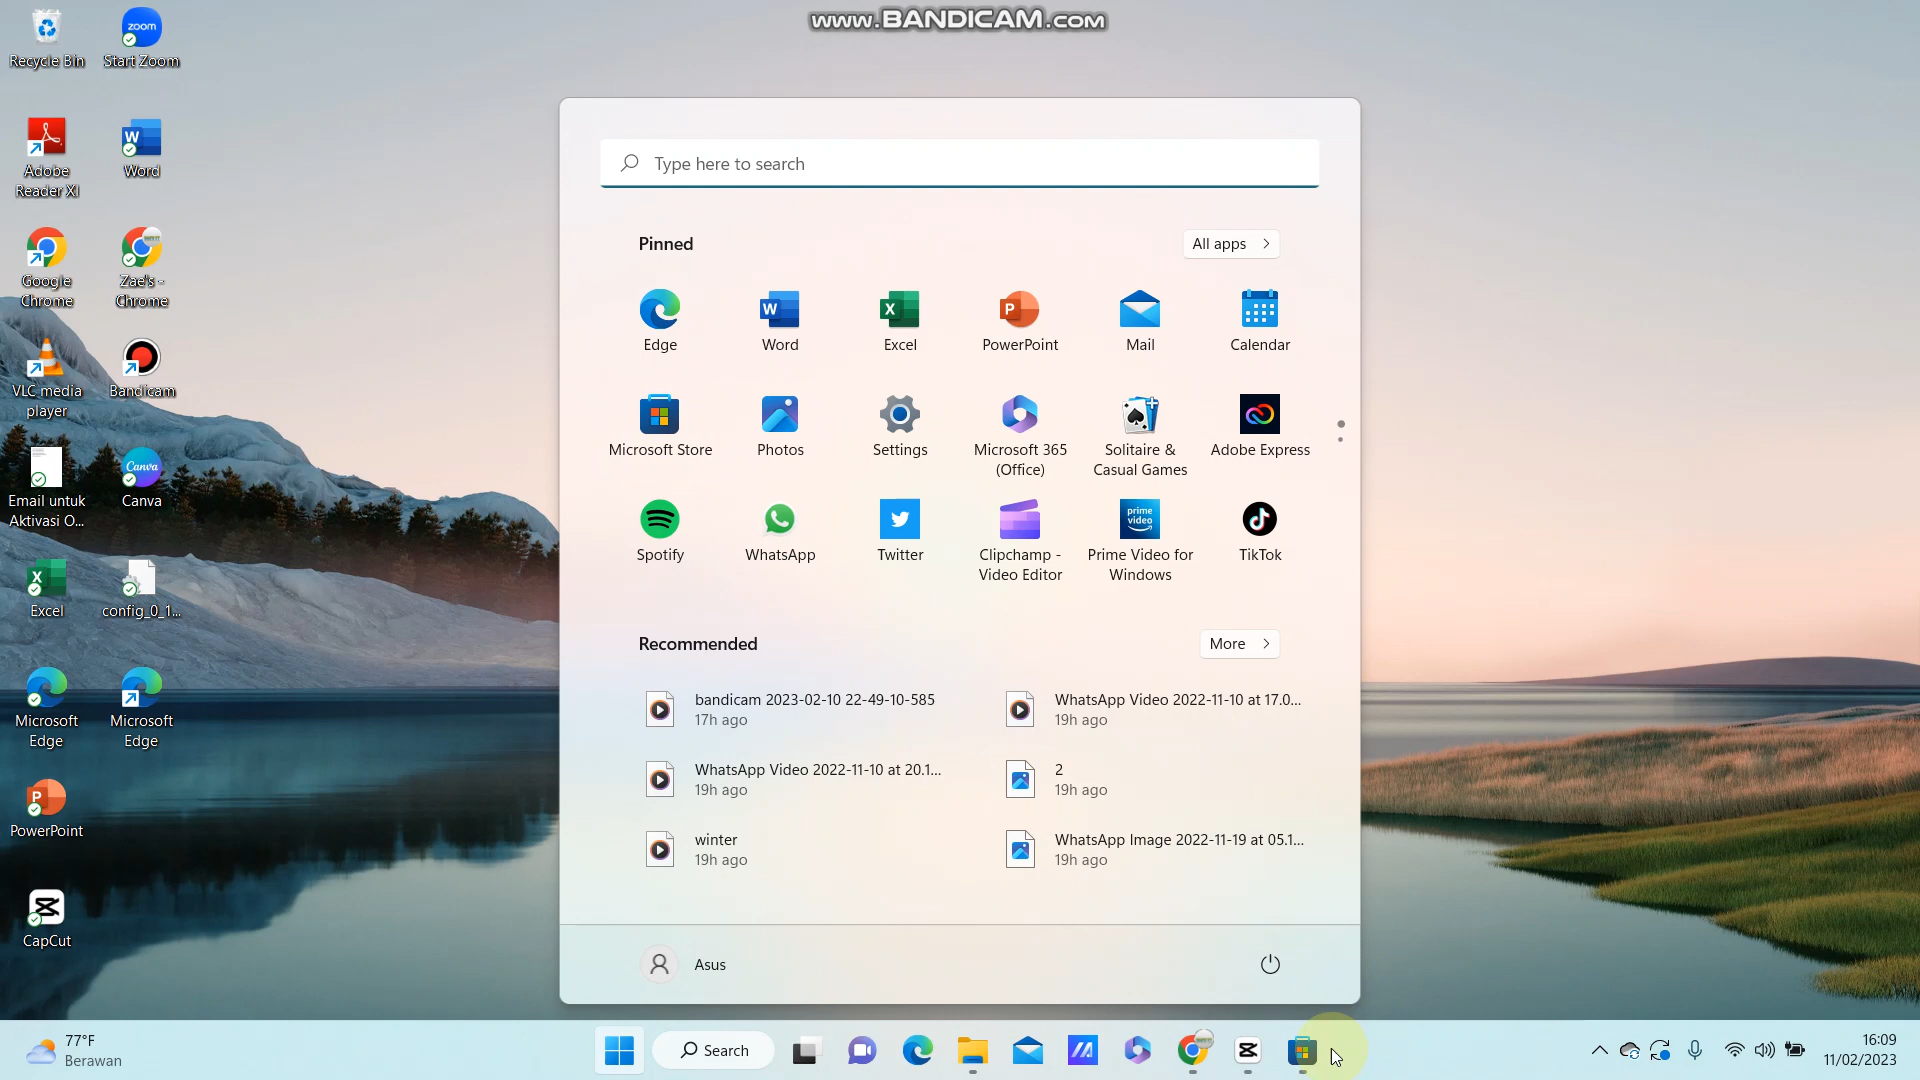 www.BANDICAM.com
Recycle Bin
Start Zoom
zoom
Adobe
Reader XI
Word
Google
Chrome
Zae's -
Chrome
VLC media
player
Bandicam
Email untuk
Aktivasi O...
Canva
Canva
Excel
config_0_1...
Microsoft
Edge
Microsoft
Edge
PowerPoint
CapCut
Type here to search
Pinned
All apps
Edge
Word
Excel
PowerPoint
Mail
Calendar
Microsoft Store
Photos
Settings
Microsoft 365
(Office)
Solitaire &
Casual Games
Adobe Express
Spotify
WhatsApp
Twitter
Clipchamp -
Video Editor
prime
video
Prime Video for
Windows
TikTok
Recommended
More
bandicam 2023-02-10 22-49-10-585
17h ago
WhatsApp Video 2022-11-10 at 17.0...
19h ago
WhatsApp Video 2022-11-10 at 20.1...
19h ago
2
19h ago
winter
19h ago
WhatsApp Image 2022-11-19 at 05.1...
19h ago
Asus
77°F
Berawan
Search
16:09
11/02/2023